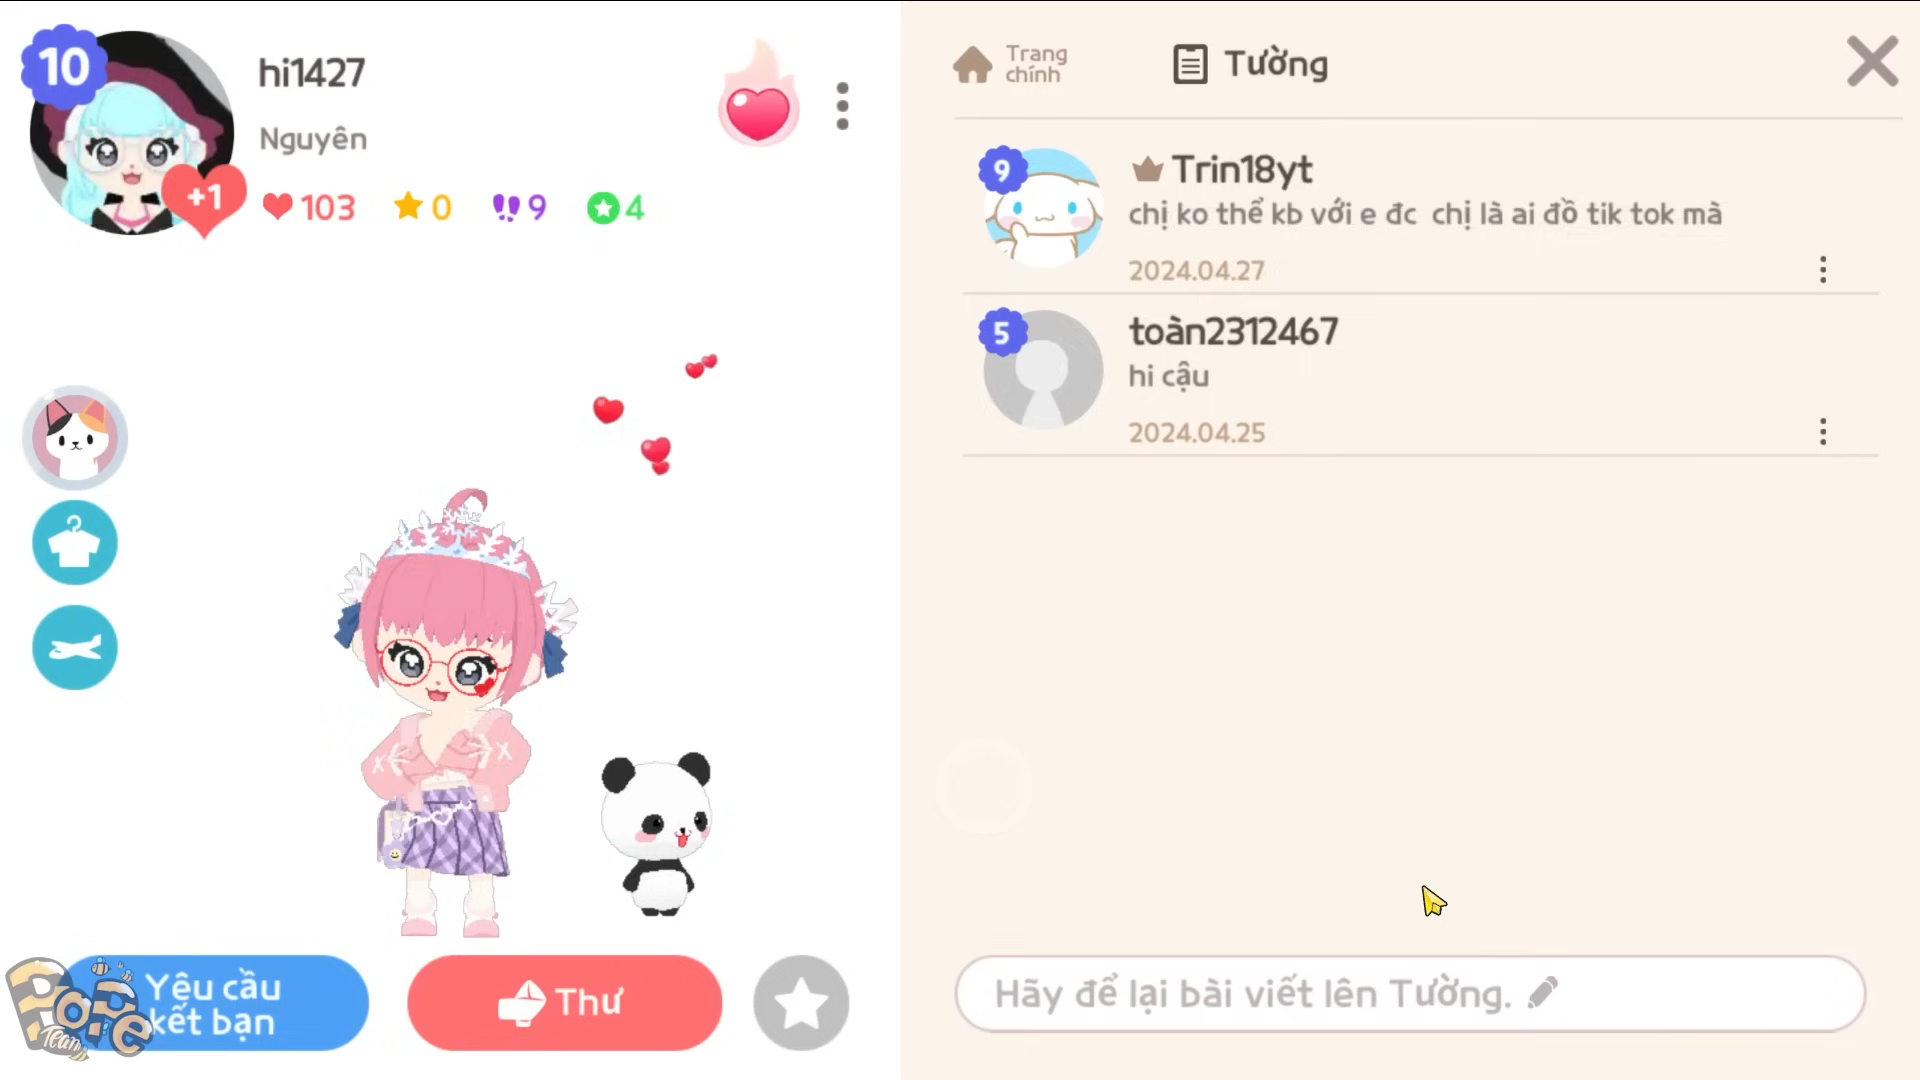 10
hi1427
Nguyên
+1
103 0 9 4
Yêu cầu
kết bạn
Thư
PoPe
Team
Trang
chính
Tường
9
Trin18yt
chị ko thể kb với e đc chị là ai đồ tik tok mà
2024.04.27
5
toàn2312467
hi cậu
2024.04.25
Hãy để lại bài viết lên Tường.